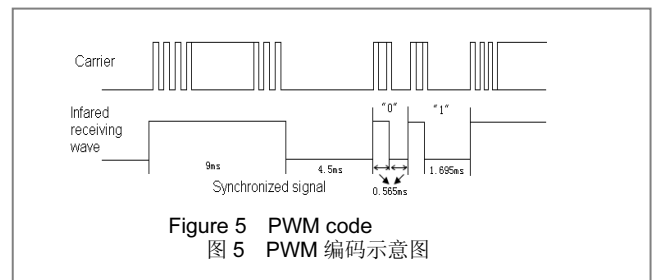 Carrier
Infared
receiving
wave
"0"
"1"
9ms
4.5ms
1.695ms
Synchronized signal
0.565ms
Figure 5 PWM code
图 5 PWM 编码示意图